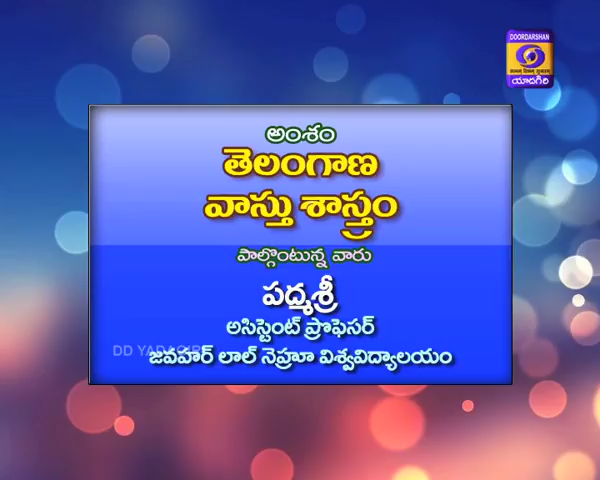 DOORDARSHAN
యాదగిరి
అంశం
తెలంగాణ
వాస్తు శాస్త్రం
పాల్గొంటున్న వారు
పద్మశ్రీ
అసిస్టెంట్ ప్రొఫెసర్
DD YADAGIRI
జవహర్ లాల్ నెహ్రూ విశ్వవిద్యాలయం